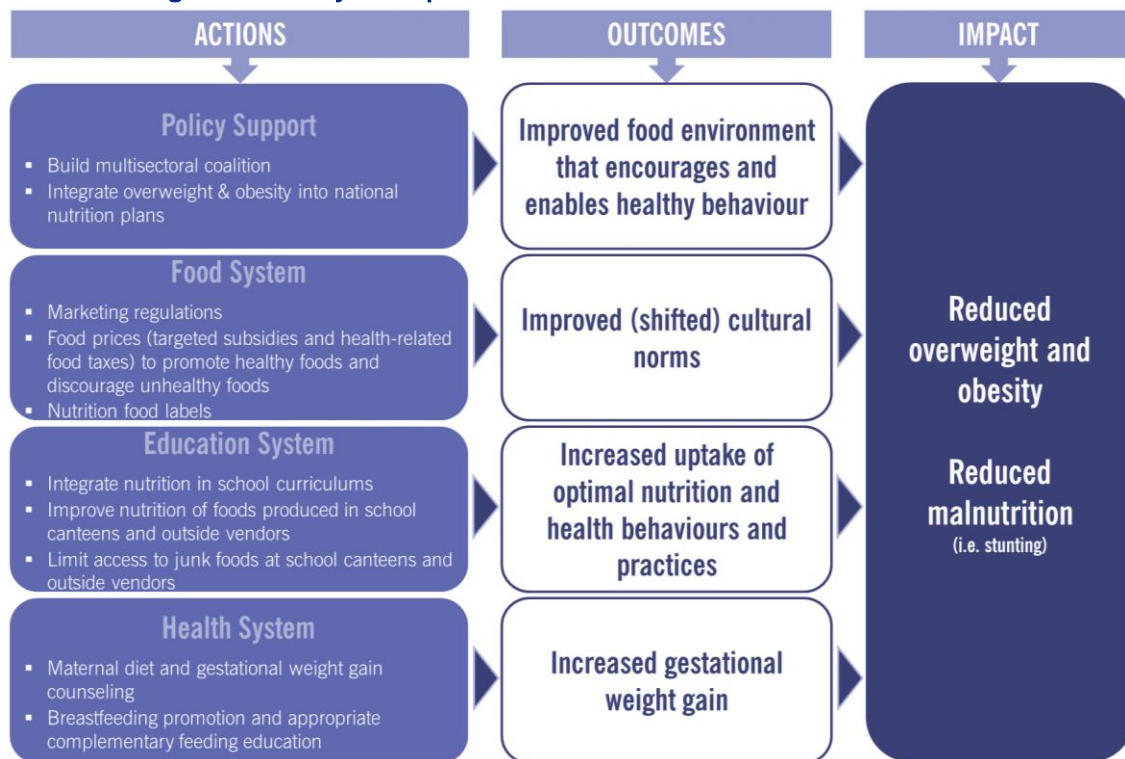 ACTIONS
OUTCOMES
IMPACT
Policy Support
▪ Build multisectoral coalition
▪ Integrate overweight & obesity into national
nutrition plans
Improved food environment
that encourages and
enables healthy behaviour
Food System
▪ Marketing regulations
▪ Food prices (targeted subsidies and health-related
food taxes) to promote healthy foods and
discourage unhealthy foods
▪ Nutrition food labels
Improved (shifted) cultural
norms
Education System
▪ Integrate nutrition in school curriculums
▪ Improve nutrition of foods produced in school
canteens and outside vendors
▪ Limit access to junk foods at school canteens and
outside vendors
Increased uptake of
optimal nutrition and
health behaviours and
practices
Health System
▪ Maternal diet and gestational weight gain
counseling
▪ Breastfeeding promotion and appropriate
complementary feeding education
Increased gestational
weight gain
Reduced
overweight and
obesity
Reduced
malnutrition
(i.e. stunting)